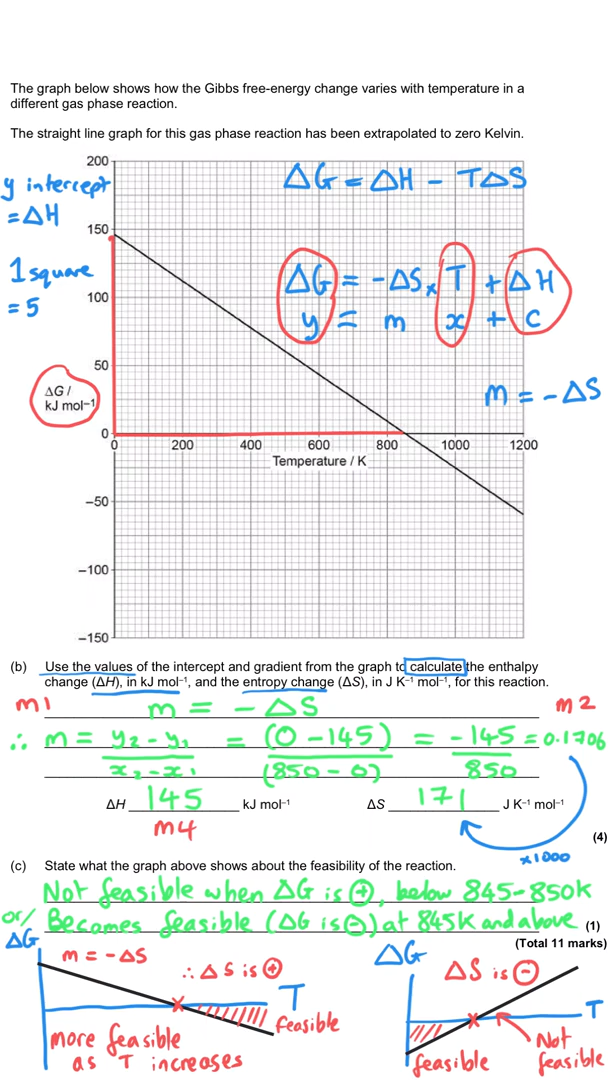 The graph below shows how the Gibbs free-energy change varies with temperature in a
different gas phase reaction.
The straight line graph for this gas phase reaction has been extrapolated to zero Kelvin.
y intercept
= ΔH
1 square
= 5
ΔG = ΔH - TΔS
ΔG = -ΔS x T + ΔH
y = m x + c
m = -ΔS
200
150
100
50
0
−50
−100
−150
ΔG /
kJ mol⁻¹
0 200 400 600 800 1000 1200
Temperature / K
(b) Use the values of the intercept and gradient from the graph to calculate the enthalpy
change (ΔH), in kJ mol⁻¹, and the entropy change (ΔS), in J K⁻¹ mol⁻¹, for this reaction.
m1 m = - ΔS m2
∴ m = y₂ - y₁ / x₂ - x₁ = (0 - 145) / (850 - 0) = -145 / 850 = 0.1706
ΔH 145 kJ mol⁻¹ ΔS 171 J K⁻¹ mol⁻¹
m4
(4)
x1000
(c) State what the graph above shows about the feasibility of the reaction.
Not feasible when ΔG is ⊕, below 845-850K
or/ Becomes feasible (ΔG is ⊖) at 845K and above (1)
(Total 11 marks)
ΔG
m = -ΔS
∴ ΔS is ⊕
T
feasible
more feasible
as T increases
ΔG
ΔS is ⊖
T
feasible
Not
feasible